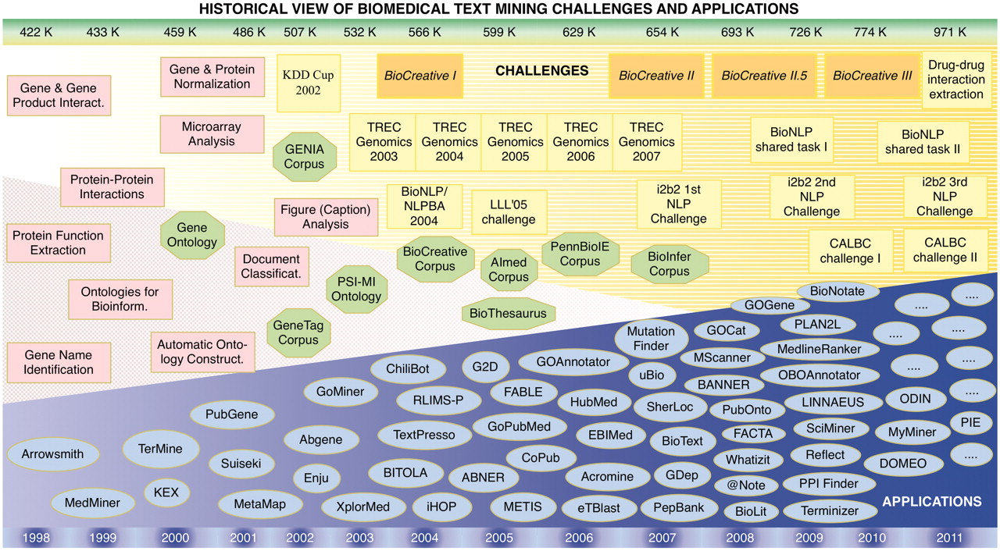 HISTORICAL VIEW OF BIOMEDICAL TEXT MINING CHALLENGES AND APPLICATIONS
422 K 433 K 459 K 486 K 507 K 532 K 566 K 599 K 629 K 654 K 693 K 726 K 774 K 971 K
Gene & Gene
Product Interact.
Gene & Protein
Normalization
KDD Cup
2002
BioCreative I
CHALLENGES
BioCreative II
BioCreative II.5
BioCreative III
Drug-drug
interaction
extraction
Microarray
Analysis
GENIA
Corpus
TREC
Genomics
2003
TREC
Genomics
2004
TREC
Genomics
2005
TREC
Genomics
2006
TREC
Genomics
2007
BioNLP
shared task I
BioNLP
shared task II
Protein-Protein
Interactions
Figure (Caption)
Analysis
BioNLP/
NLPBA
2004
LLL'05
challenge
i2b2 1st
NLP
Challenge
i2b2 2nd
NLP
Challenge
i2b2 3rd
NLP
Challenge
Protein Function
Extraction
Gene
Ontology
Document
Classificat.
BioCreative
Corpus
AImed
Corpus
PennBioIE
Corpus
BioInfer
Corpus
CALBC
challenge I
CALBC
challenge II
Ontologies for
Bioinform.
PSI-MI
Ontology
BioThesaurus
Gene Name
Identification
Automatic Onto-
logy Construct.
GeneTag
Corpus
BioNotate
GOGene
....
....
Mutation
Finder
GOCat
PLAN2L
....
....
ChiliBot
G2D
GOAnnotator
MScanner
MedlineRanker
....
....
uBio
OBOAnnotator
GoMiner
RLIMS-P
FABLE
HubMed
BANNER
ODIN
....
PubGene
SherLoc
PubOnto
LINNAEUS
Abgene
TextPresso
GoPubMed
EBIMed
BioText
FACTA
SciMiner
MyMiner
PIE
Arrowsmith
TerMine
Suiseki
CoPub
Whatizit
Reflect
DOMEO
....
Enju
BITOLA
ABNER
Acromine
GDep
@Note
PPI Finder
MedMiner
KEX
MetaMap
XplorMed
iHOP
METIS
eTBlast
PepBank
BioLit
Terminizer
APPLICATIONS
1998 1999 2000 2001 2002 2003 2004 2005 2006 2007 2008 2009 2010 2011